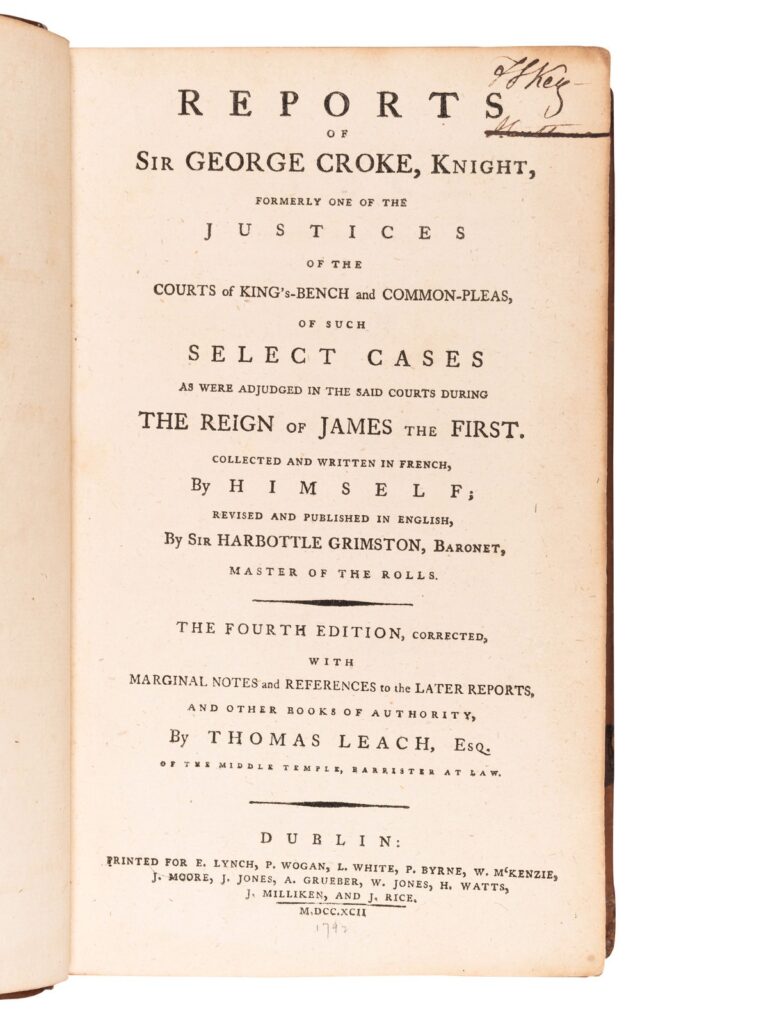 F S Key
REPORTS
OF
SIR GEORGE CROKE, KNIGHT,
FORMERLY ONE OF THE
JUSTICES
OF THE
COURTS of KING's-BENCH and COMMON-PLEAS,
OF SUCH
SELECT CASES
AS WERE ADJUDGED IN THE SAID COURTS DURING
THE REIGN OF JAMES THE FIRST.
COLLECTED AND WRITTEN IN FRENCH,
By HIMSELF;
REVISED AND PUBLISHED IN ENGLISH,
By SIR HARBOTTLE GRIMSTON, BARONET,
MASTER OF THE ROLLS.
THE FOURTH EDITION, CORRECTED,
WITH
MARGINAL NOTES and REFERENCES to the LATER REPORTS,
AND OTHER BOOKS OF AUTHORITY,
By THOMAS LEACH, ESQ.
OF THE MIDDLE TEMPLE, BARRISTER AT LAW.
DUBLIN:
PRINTED FOR E. LYNCH, P. WOGAN, L. WHITE, P. BYRNE, W. M'KENZIE,
J. MOORE, J. JONES, A. GRUEBER, W. JONES, H. WATTS,
J. MILLIKEN, AND J. RICE.
M,DCC.XCII
1792